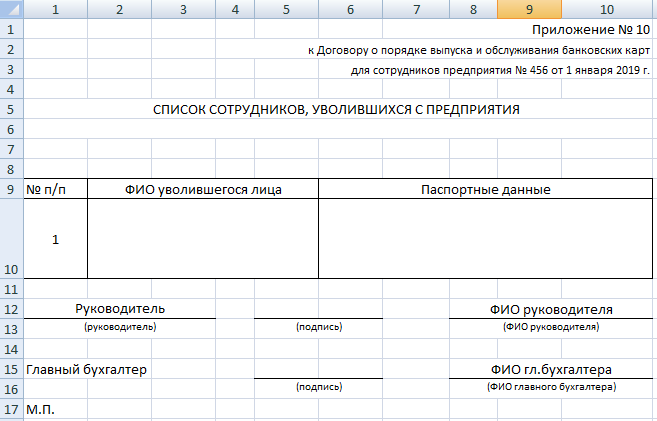 1 2 3 4 5 6 7 8 9 10
1 Приложение № 10
2 к Договору о порядке выпуска и обслуживания банковских карт
3 для сотрудников предприятия № 456 от 1 января 2019 г.
4
5 СПИСОК СОТРУДНИКОВ, УВОЛИВШИХСЯ С ПРЕДПРИЯТИЯ
6
7
8
9 № п/п ФИО уволившегося лица Паспортные данные
1
10
11
12 Руководитель ФИО руководителя
13 (руководитель) (подпись) (ФИО руководителя)
14
15 Главный бухгалтер ФИО гл.бухгалтера
16 (подпись) (ФИО главного бухгалтера)
17 М.П.